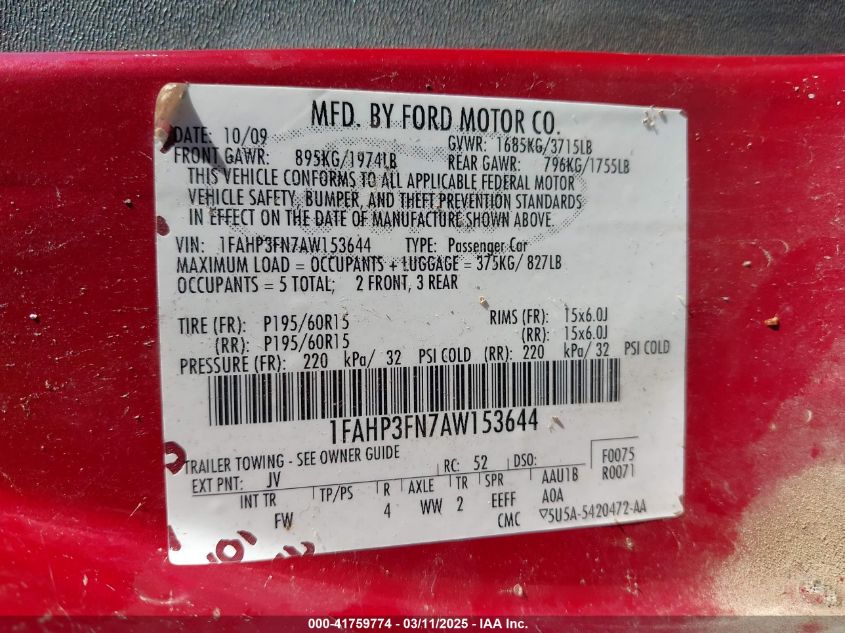 MFD. BY FORD MOTOR CO.
DATE: 10/09 GVWR: 1685KG/3715LB
FRONT GAWR: 895KG/1974LB REAR GAWR: 796KG/1755LB
THIS VEHICLE CONFORMS TO ALL APPLICABLE FEDERAL MOTOR
VEHICLE SAFETY, BUMPER, AND THEFT PREVENTION STANDARDS
IN EFFECT ON THE DATE OF MANUFACTURE SHOWN ABOVE.
VIN: 1FAHP3FN7AW153644 TYPE: Passenger Car
MAXIMUM LOAD = OCCUPANTS + LUGGAGE = 375KG/ 827LB
OCCUPANTS = 5 TOTAL; 2 FRONT, 3 REAR
TIRE (FR): P195/60R15 RIMS (FR): 15x6.0J
(RR): P195/60R15 (RR): 15x6.0J
PRESSURE (FR): 220 kPa/ 32 PSI COLD (RR): 220 kPa/ 32 PSI COLD
1FAHP3FN7AW153644
TRAILER TOWING - SEE OWNER GUIDE
EXT PNT: JV RC: 52 DSO: F0075
R0071
INT TR TP/PS R AXLE TR SPR AAU1B
FW 4 WW 2 EEFF A0A
CMC ▽5U5A-5420472-AA
000-41759774 - 03/11/2025 - IAA Inc.